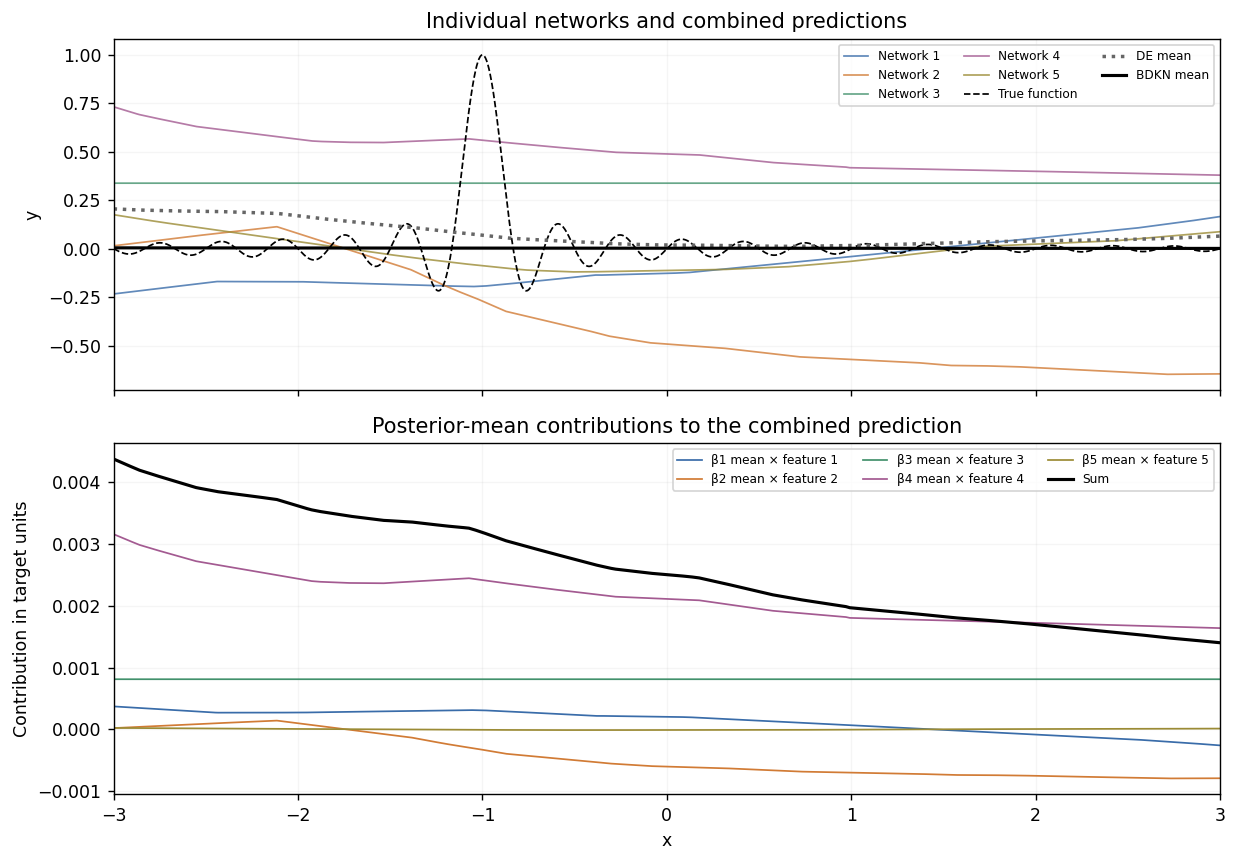 Individual networks and combined predictions
1.00
0.75
0.50
0.25
0.00
−0.25
−0.50
y
Network 1
Network 2
Network 3
Network 4
Network 5
True function
DE mean
BDKN mean
Posterior-mean contributions to the combined prediction
0.004
0.003
0.002
0.001
0.000
−0.001
Contribution in target units
β1 mean × feature 1
β2 mean × feature 2
β3 mean × feature 3
β4 mean × feature 4
β5 mean × feature 5
Sum
−3
−2
−1
0
1
2
3
x